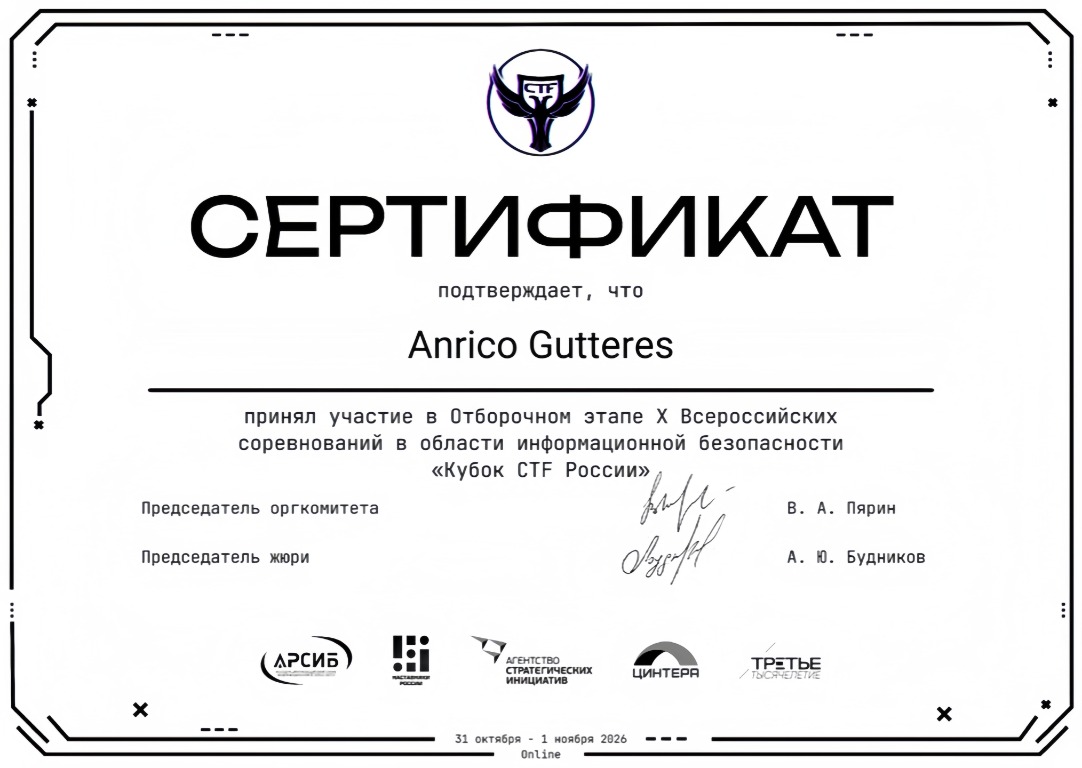 CTF
СЕРТИФИКАТ
подтверждает, что
Anrico Gutteres
принял участие в Отборочном этапе X Всероссийских
соревнований в области информационной безопасности
«Кубок CTF России»
Председатель оргкомитета В. А. Пярин
Председатель жюри А. Ю. Будников
АРСИБ
НАСТАВНИКИ
РОССИИ
АГЕНТСТВО
СТРАТЕГИЧЕСКИХ
ИНИЦИАТИВ
ЦИНТЕРА
ТРЕТЬЕ
ТЫСЯЧЕЛЕТИЕ
31 октября - 1 ноября 2026
Online